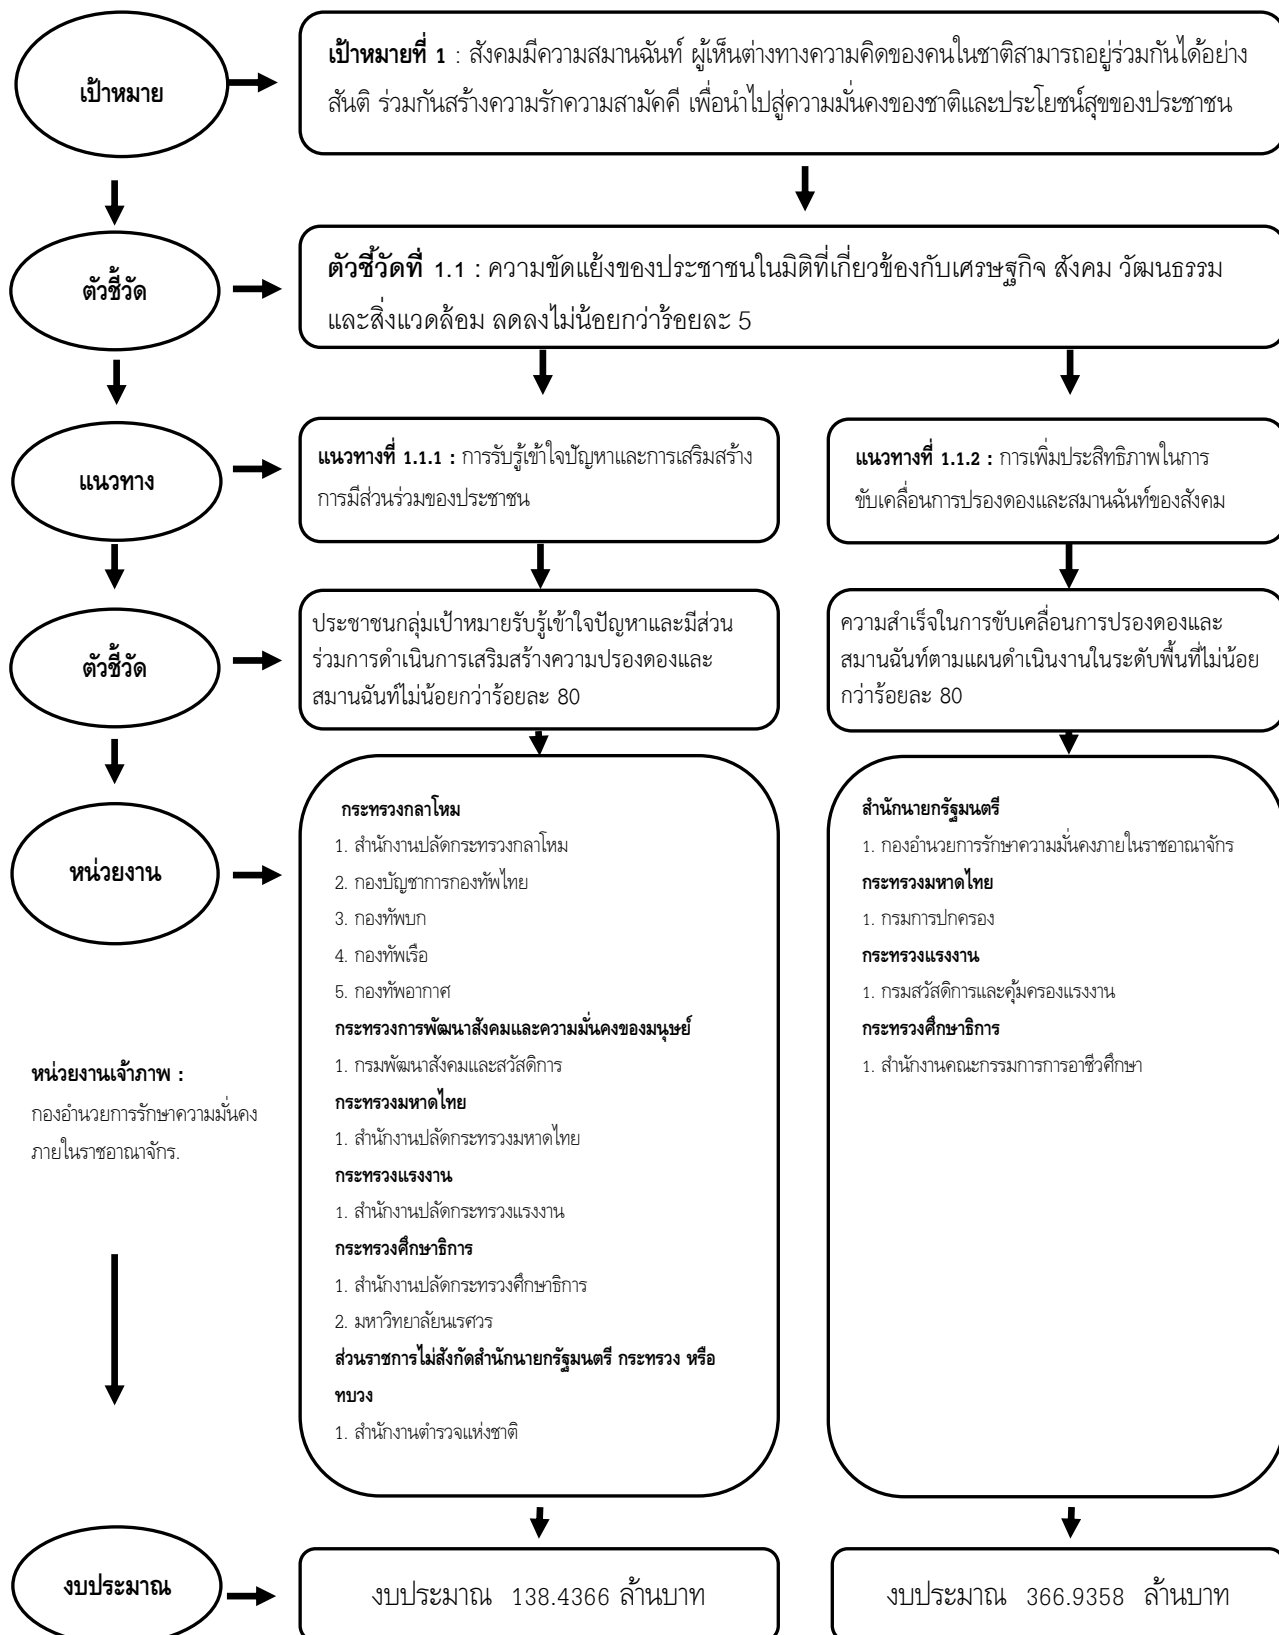 เป้าหมาย
เป้าหมายที่ 1 : สังคมมีความสมานฉันท์ ผู้เห็นต่างทางความคิดของคนในชาติสามารถอยู่ร่วมกันได้อย่าง
สันติ ร่วมกันสร้างความรักความสามัคคี เพื่อนำไปสู่ความมั่นคงของชาติและประโยชน์สุขของประชาชน
ตัวชี้วัด
ตัวชี้วัดที่ 1.1 : ความขัดแย้งของประชาชนในมิติที่เกี่ยวข้องกับเศรษฐกิจ สังคม วัฒนธรรม
และสิ่งแวดล้อม ลดลงไม่น้อยกว่าร้อยละ 5
แนวทาง
แนวทางที่ 1.1.1 : การรับรู้เข้าใจปัญหาและการเสริมสร้าง
การมีส่วนร่วมของประชาชน
แนวทางที่ 1.1.2 : การเพิ่มประสิทธิภาพในการ
ขับเคลื่อนการปรองดองและสมานฉันท์ของสังคม
ตัวชี้วัด
ประชาชนกลุ่มเป้าหมายรับรู้เข้าใจปัญหาและมีส่วน
ร่วมการดำเนินการเสริมสร้างความปรองดองและ
สมานฉันท์ไม่น้อยกว่าร้อยละ 80
ความสำเร็จในการขับเคลื่อนการปรองดองและ
สมานฉันท์ตามแผนดำเนินงานในระดับพื้นที่ไม่น้อย
กว่าร้อยละ 80
หน่วยงาน
กระทรวงกลาโหม
1. สำนักงานปลัดกระทรวงกลาโหม
2. กองบัญชาการกองทัพไทย
3. กองทัพบก
4. กองทัพเรือ
5. กองทัพอากาศ
กระทรวงการพัฒนาสังคมและความมั่นคงของมนุษย์
1. กรมพัฒนาสังคมและสวัสดิการ
กระทรวงมหาดไทย
1. สำนักงานปลัดกระทรวงมหาดไทย
กระทรวงแรงงาน
1. สำนักงานปลัดกระทรวงแรงงาน
กระทรวงศึกษาธิการ
1. สำนักงานปลัดกระทรวงศึกษาธิการ
2. มหาวิทยาลัยนเรศวร
ส่วนราชการไม่สังกัดสำนักนายกรัฐมนตรี กระทรวง หรือ
ทบวง
1. สำนักงานตำรวจแห่งชาติ
สำนักนายกรัฐมนตรี
1. กองอำนวยการรักษาความมั่นคงภายในราชอาณาจักร
กระทรวงมหาดไทย
1. กรมการปกครอง
กระทรวงแรงงาน
1. กรมสวัสดิการและคุ้มครองแรงงาน
กระทรวงศึกษาธิการ
1. สำนักงานคณะกรรมการการอาชีวศึกษา
หน่วยงานเจ้าภาพ :
กองอำนวยการรักษาความมั่นคง
ภายในราชอาณาจักร.
งบประมาณ
งบประมาณ 138.4366 ล้านบาท
งบประมาณ 366.9358 ล้านบาท